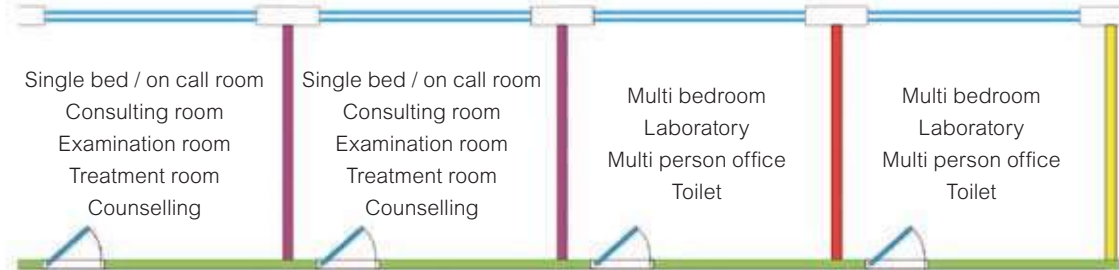 Single bed / on call room
Consulting room
Examination room
Treatment room
Counselling
Single bed / on call room
Consulting room
Examination room
Treatment room
Counselling
Multi bedroom
Laboratory
Multi person office
Toilet
Multi bedroom
Laboratory
Multi person office
Toilet